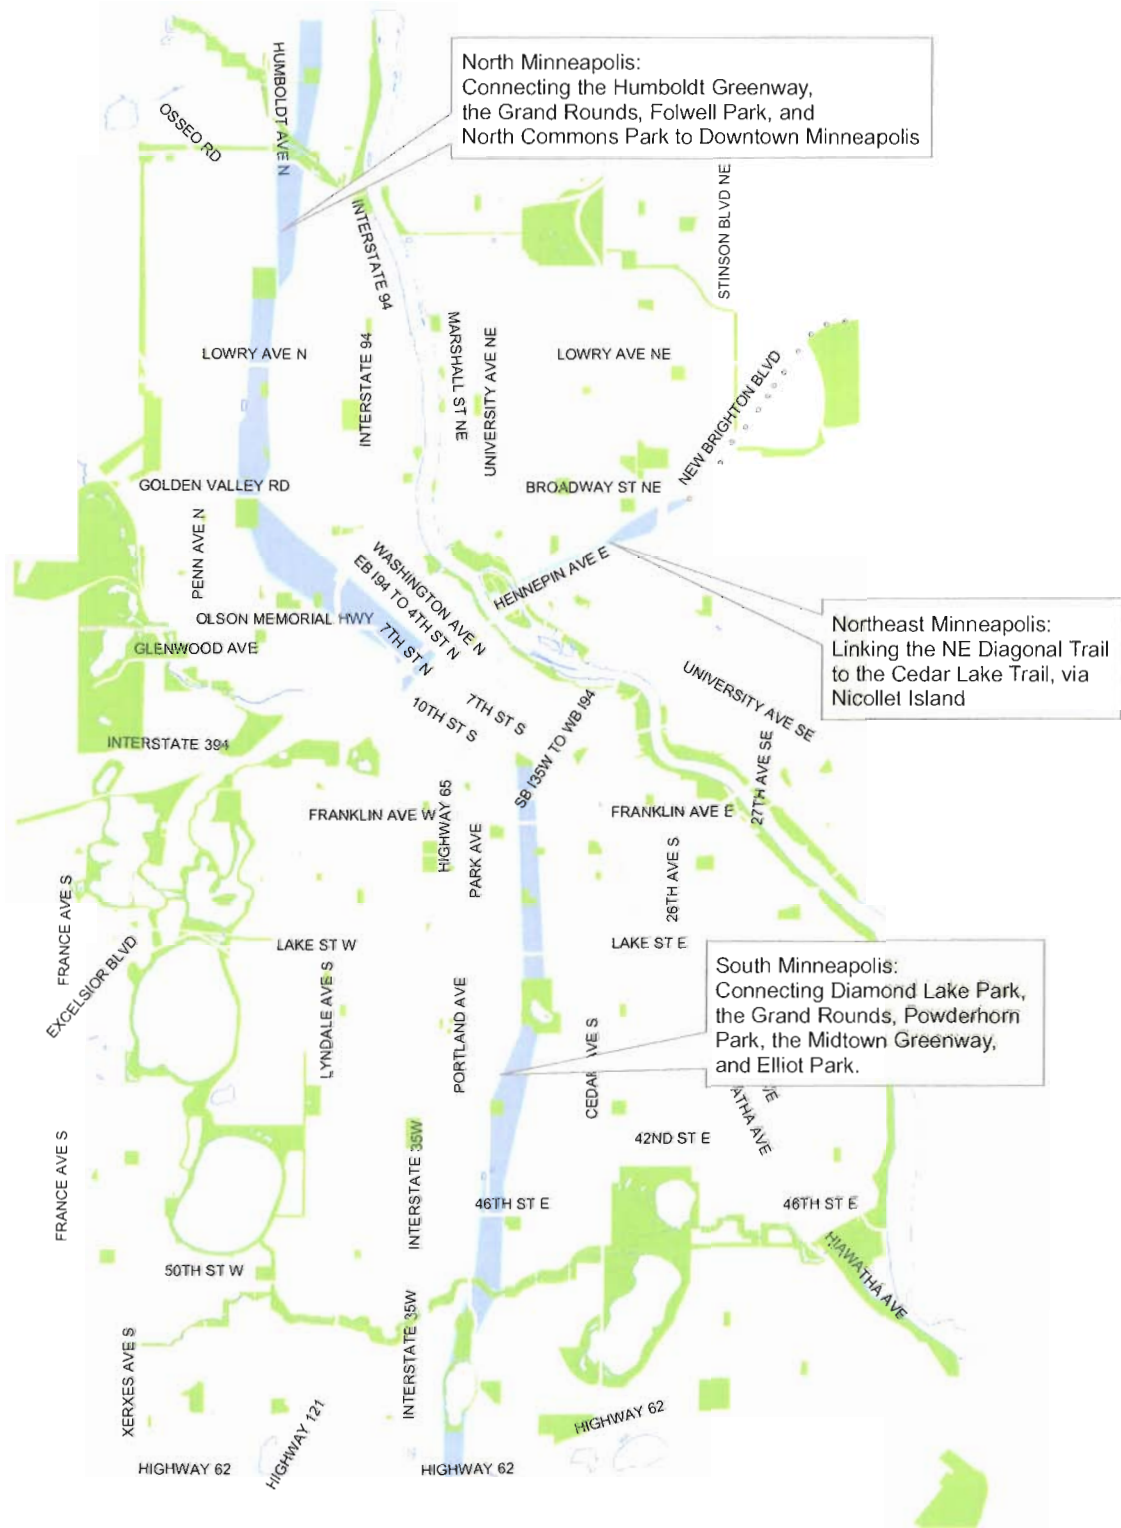 HUMBOLDT AVE N
North Minneapolis:
Connecting the Humboldt Greenway,
the Grand Rounds, Folwell Park, and
North Commons Park to Downtown Minneapolis
OSSEO RD
STINSON BLVD NE
INTERSTATE 94
LOWRY AVE N
INTERSTATE 94
MARSHALL ST NE
UNIVERSITY AVE NE
LOWRY AVE NE
NEW BRIGHTON BLVD
GOLDEN VALLEY RD
BROADWAY ST NE
PENN AVE N
WASHINGTON AVE N
EB I94 TO 4TH ST N
HENNEPIN AVE E
OLSON MEMORIAL HWY
7TH ST N
GLENWOOD AVE
Northeast Minneapolis:
Linking the NE Diagonal Trail
to the Cedar Lake Trail, via
Nicollet Island
UNIVERSITY AVE SE
10TH ST S
7TH ST S
SB I35W TO WB I94
INTERSTATE 394
27TH AVE SE
FRANKLIN AVE W
HIGHWAY 65
PARK AVE
FRANKLIN AVE E
26TH AVE S
FRANCE AVE S
EXCELSIOR BLVD
LAKE ST W
LAKE ST E
LYNDALE AVE S
PORTLAND AVE
CEDAR AVE S
South Minneapolis:
Connecting Diamond Lake Park,
the Grand Rounds, Powderhorn
Park, the Midtown Greenway,
and Elliot Park.
ATHA AVE
42ND ST E
FRANCE AVE S
INTERSTATE 35W
46TH ST E
46TH ST E
HIAWATHA AVE
50TH ST W
INTERSTATE 35W
XERXES AVE S
HIGHWAY 121
HIGHWAY 62
HIGHWAY 62
HIGHWAY 62